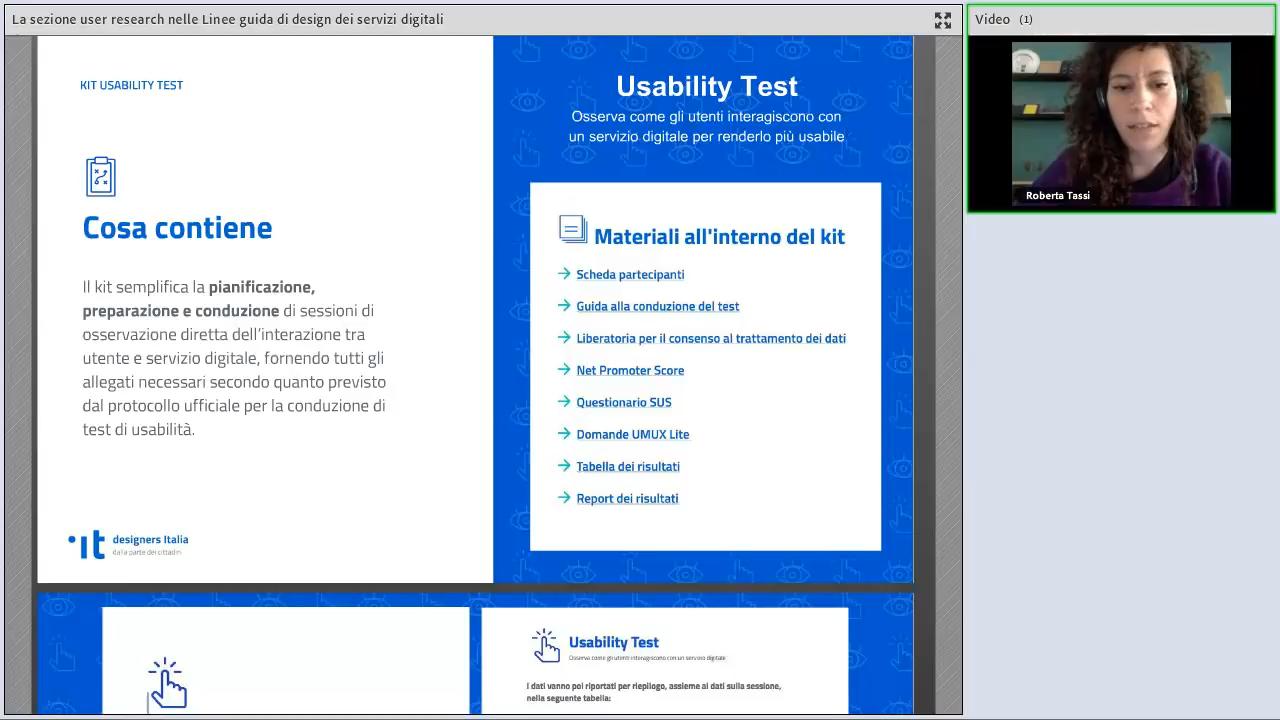 La sezione user research nelle Linee guida di design dei servizi digitali
Video (1)
Roberta Tassi
KIT USABILITY TEST
Cosa contiene
Il kit semplifica la pianificazione,
preparazione e conduzione di sessioni di
osservazione diretta dell’interazione tra
utente e servizio digitale, fornendo tutti gli
allegati necessari secondo quanto previsto
dal protocollo ufficiale per la conduzione di
test di usabilità.
designers Italia
dalla parte dei cittadini
Usability Test
Osserva come gli utenti interagiscono con
un servizio digitale per renderlo più usabile
Materiali all'interno del kit
Scheda partecipanti
Guida alla conduzione del test
Liberatoria per il consenso al trattamento dei dati
Net Promoter Score
Questionario SUS
Domande UMUX Lite
Tabella dei risultati
Report dei risultati
Usability Test
Osserva come gli utenti interagiscono con un servizio digitale
I dati vanno poi riportati per riepilogo, assieme ai dati sulla sessione,
nella seguente tabella: